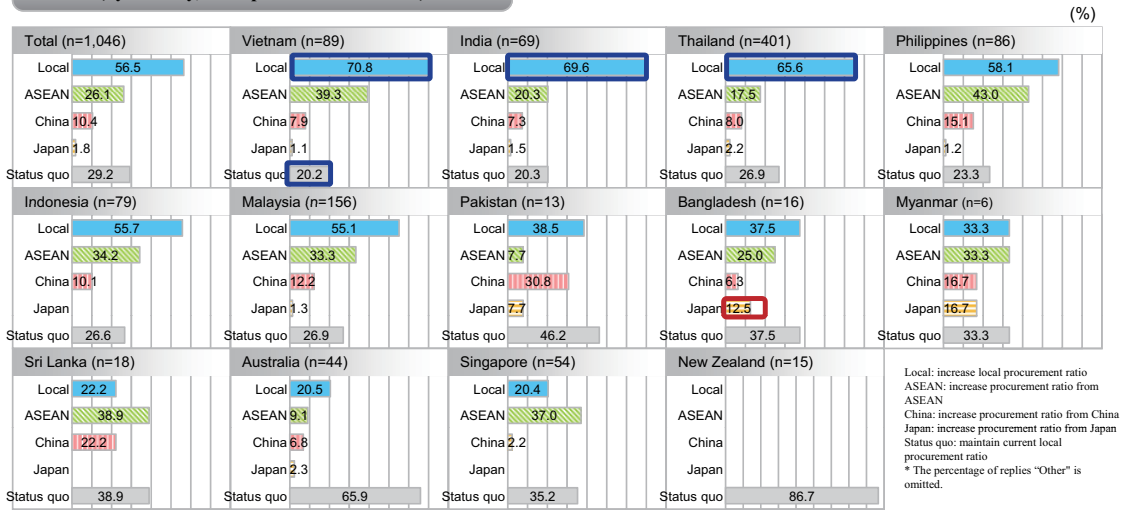 (%)
Total (n=1,046)
Local 56.5
ASEAN 26.1
China 10.4
Japan 1.8
Status quo 29.2
Vietnam (n=89)
Local 70.8
ASEAN 39.3
China 7.9
Japan 1.1
Status quo 20.2
India (n=69)
Local 69.6
ASEAN 20.3
China 7.3
Japan 1.5
Status quo 20.3
Thailand (n=401)
Local 65.6
ASEAN 17.5
China 8.0
Japan 2.2
Status quo 26.9
Philippines (n=86)
Local 58.1
ASEAN 43.0
China 15.1
Japan 1.2
Status quo 23.3
Indonesia (n=79)
Local 55.7
ASEAN 34.2
China 10.1
Japan
Status quo 26.6
Malaysia (n=156)
Local 55.1
ASEAN 33.3
China 12.2
Japan 1.3
Status quo 26.9
Pakistan (n=13)
Local 38.5
ASEAN 7.7
China 30.8
Japan 7.7
Status quo 46.2
Bangladesh (n=16)
Local 37.5
ASEAN 25.0
China 6.3
Japan 12.5
Status quo 37.5
Myanmar (n=6)
Local 33.3
ASEAN 33.3
China 16.7
Japan 16.7
Status quo 33.3
Sri Lanka (n=18)
Local 22.2
ASEAN 38.9
China 22.2
Japan
Status quo 38.9
Australia (n=44)
Local 20.5
ASEAN 9.1
China 6.8
Japan 2.3
Status quo 65.9
Singapore (n=54)
Local 20.4
ASEAN 37.0
China 2.2
Japan
Status quo 35.2
New Zealand (n=15)
Local
ASEAN
China
Japan
Status quo 86.7
Local: increase local procurement ratio
ASEAN: increase procurement ratio from
ASEAN
China: increase procurement ratio from China
Japan: increase procurement ratio from Japan
Status quo: maintain current local
procurement ratio
* The percentage of replies “Other" is
omitted.